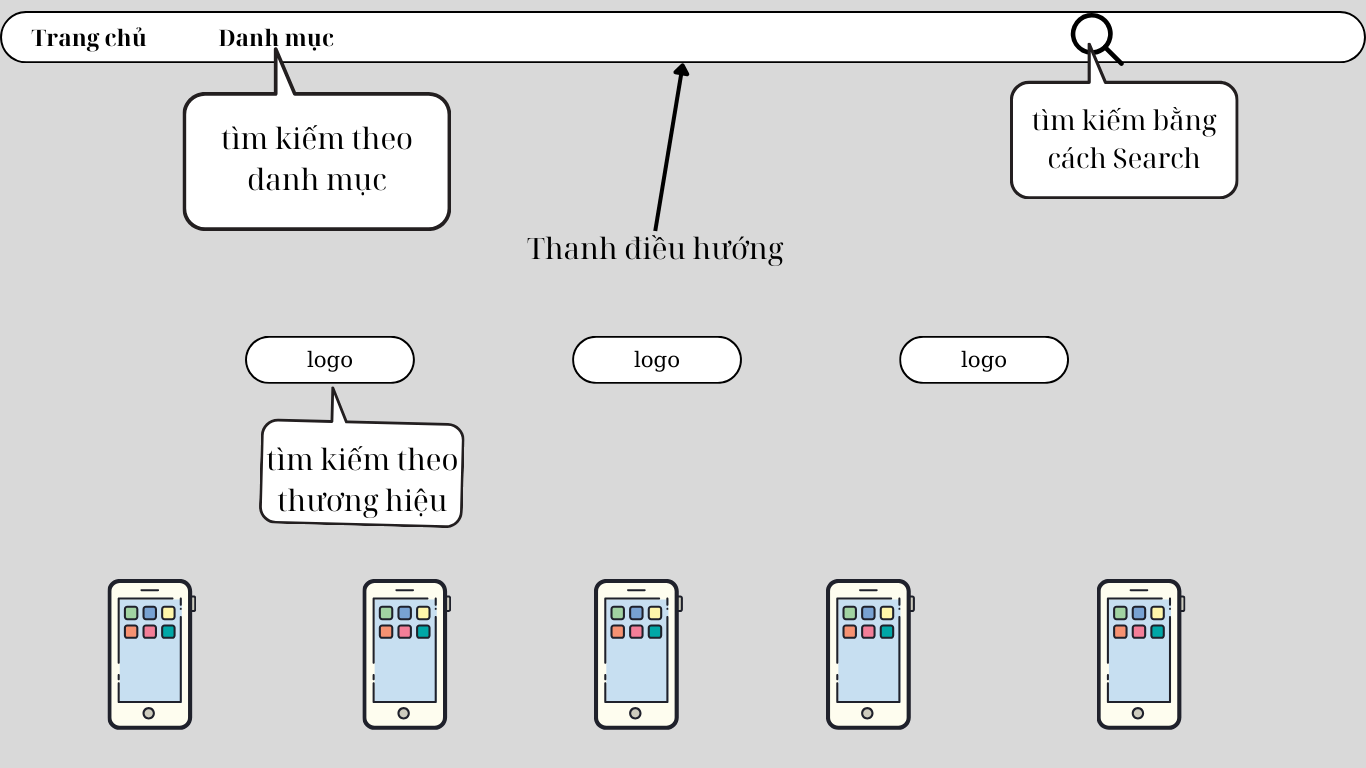 Trang chủ
Danh mục
tìm kiếm theo
danh mục
tìm kiếm bằng
cách Search
Thanh điều hướng
logo
logo
logo
tìm kiếm theo
thương hiệu